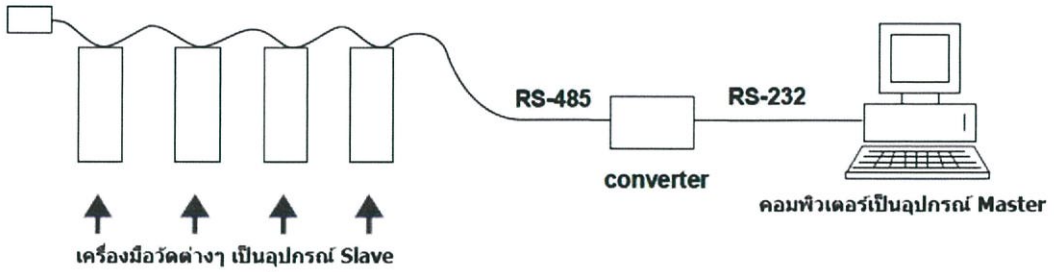 RS-485
RS-232
converter
คอมพิวเตอร์เป็นอุปกรณ์ Master
เครื่องมือวัดต่างๆ เป็นอุปกรณ์ Slave